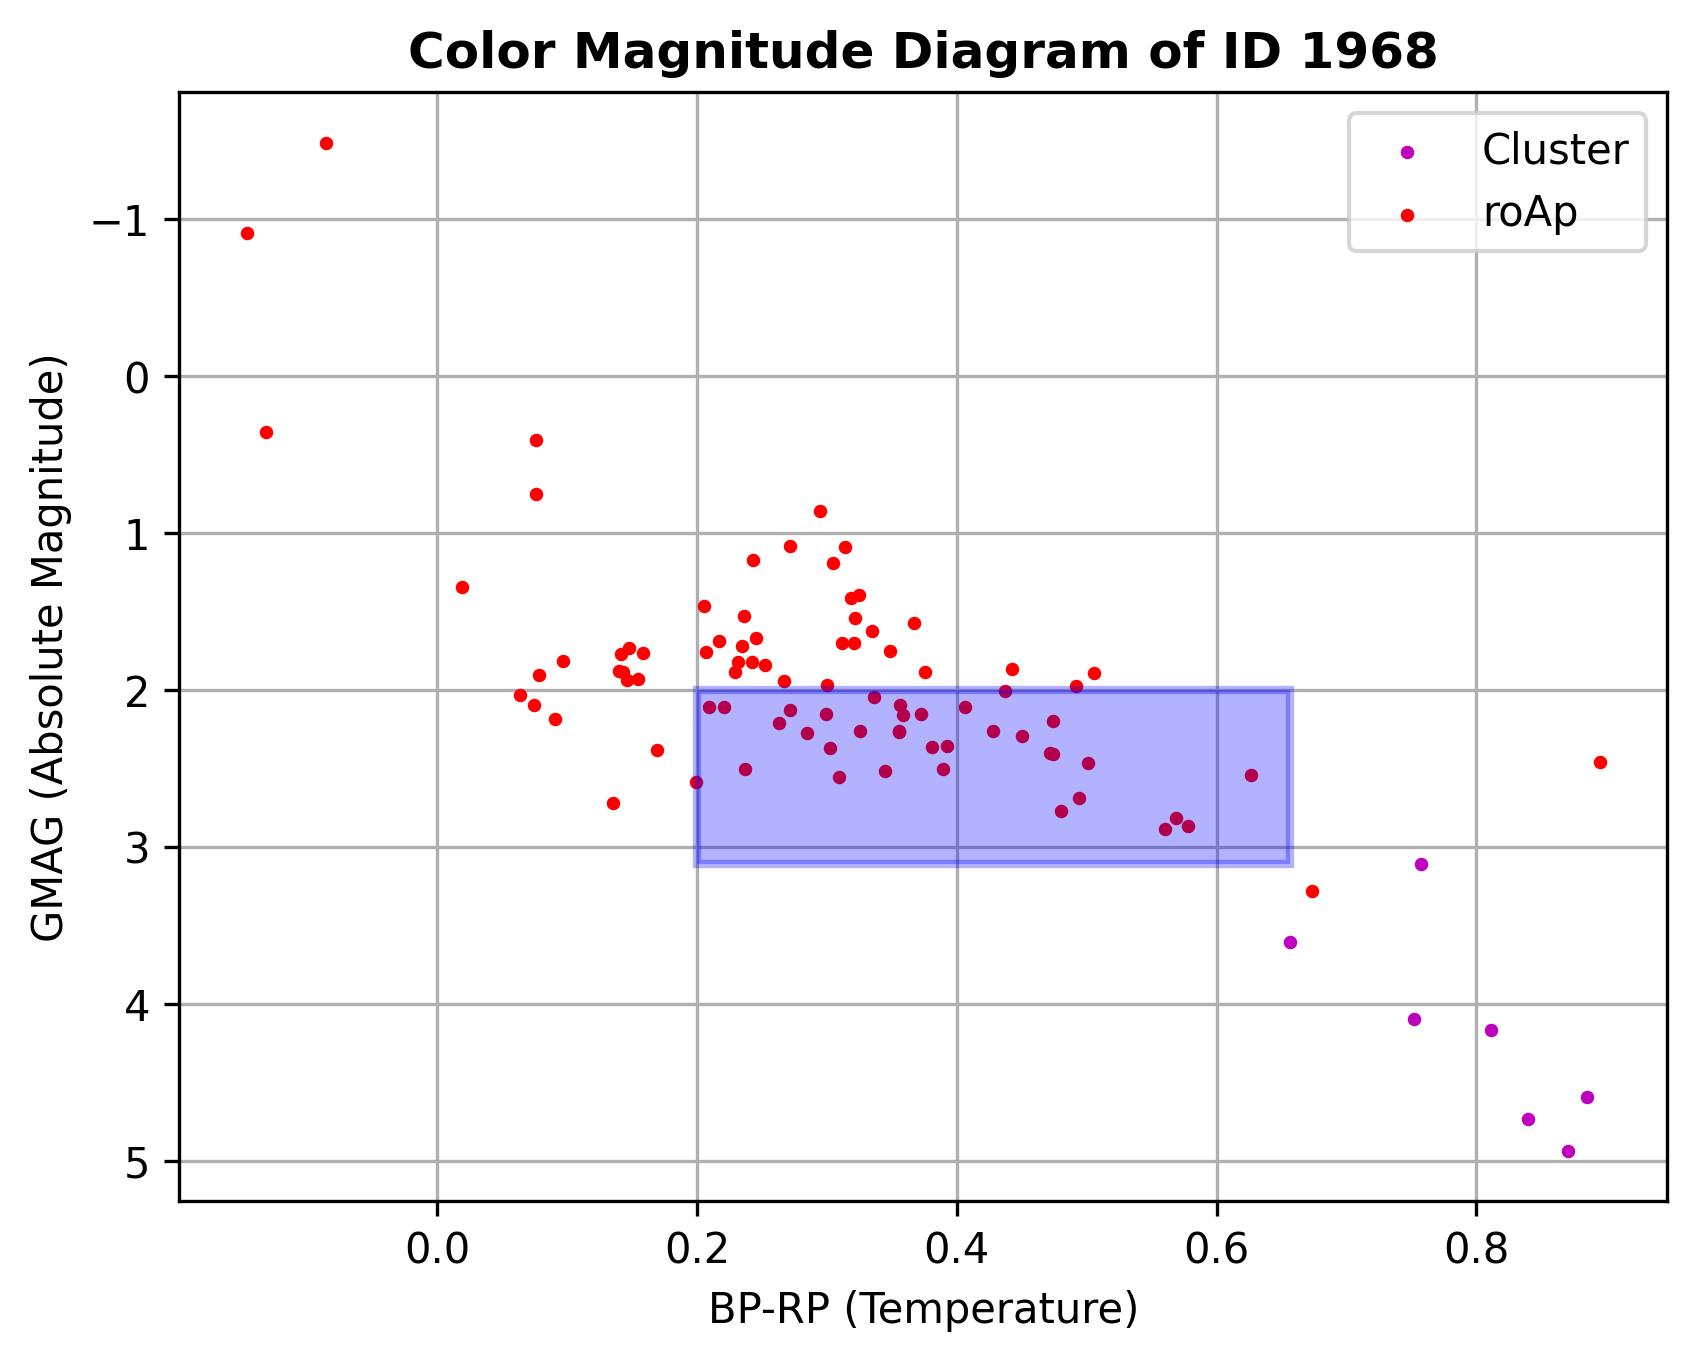 Color Magnitude Diagram of ID 1968
Cluster
roAp
GMAG (Absolute Magnitude)
−1
0
1
2
3
4
5
0.0 0.2 0.4 0.6 0.8
BP-RP (Temperature)